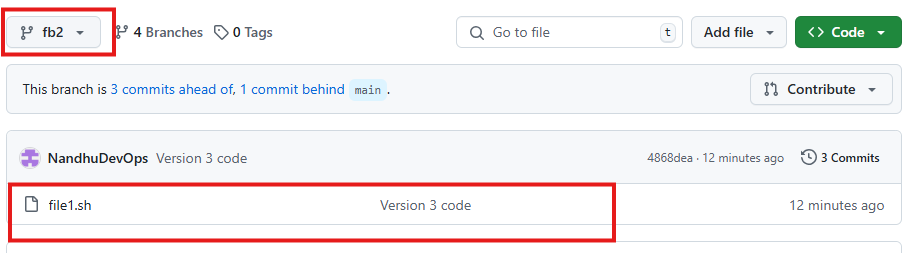 fb2 4 Branches 0 Tags Go to file t Add file Code
This branch is 3 commits ahead of, 1 commit behind main .
Contribute
NandhuDevOps Version 3 code 4868dea · 12 minutes ago 3 Commits
file1.sh Version 3 code 12 minutes ago